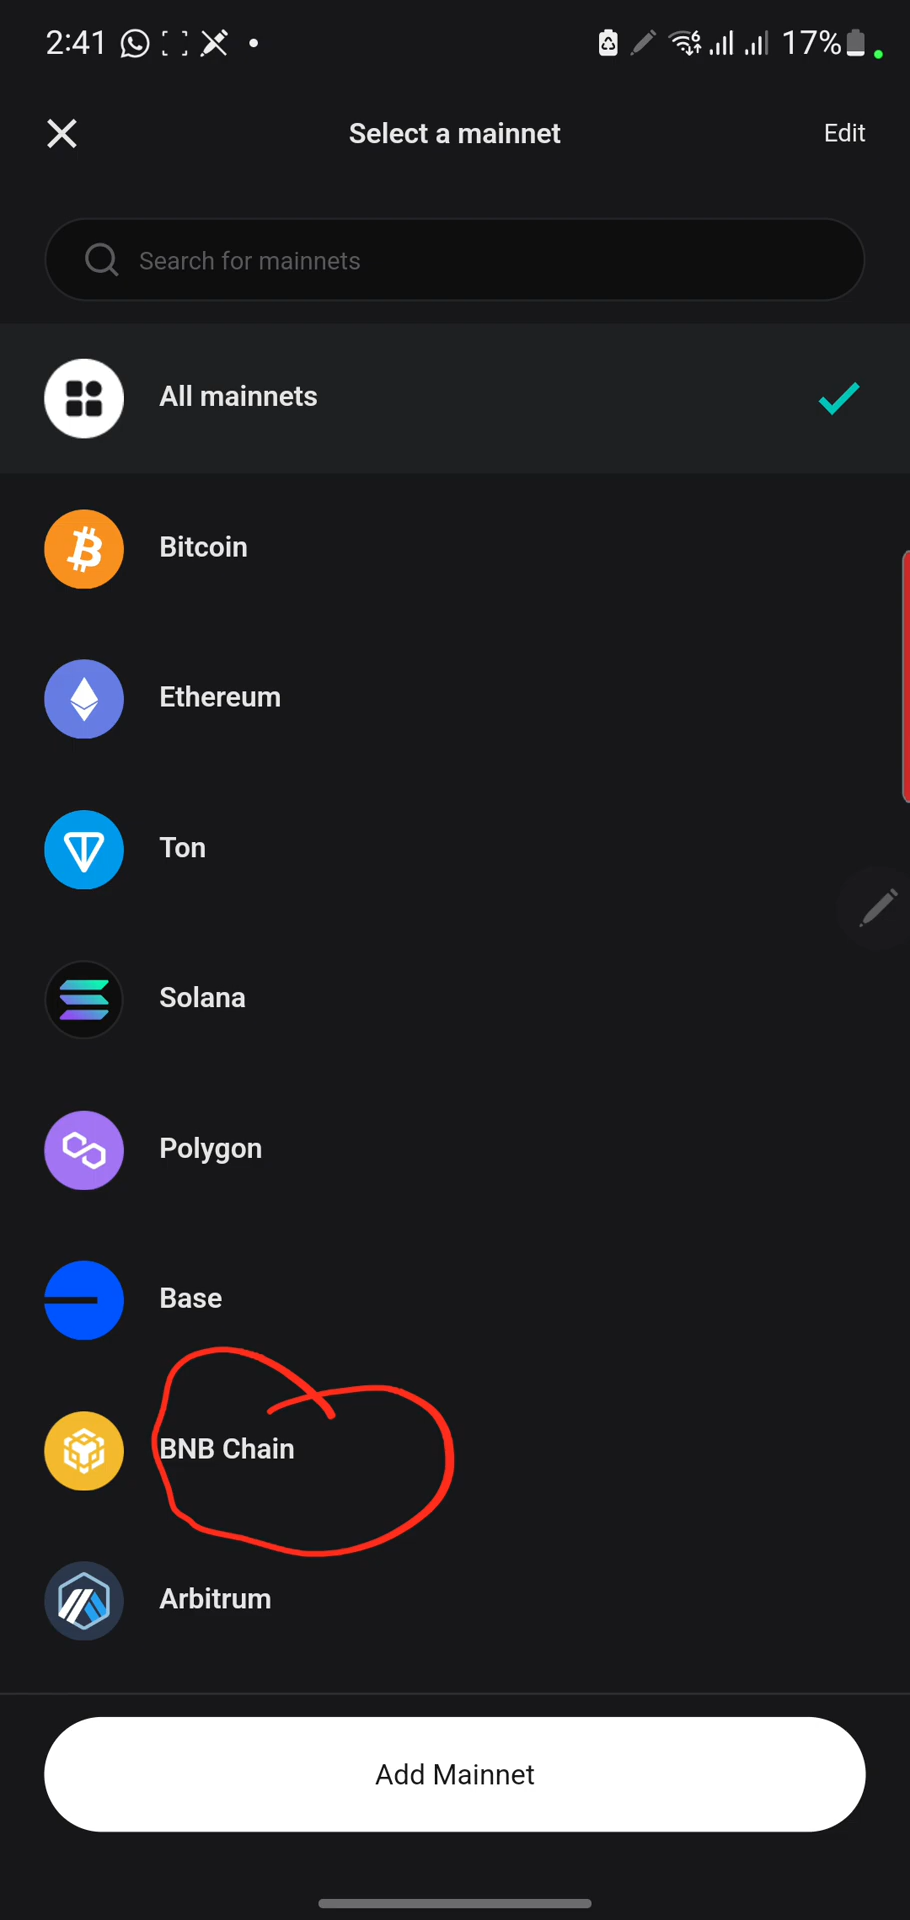 2:41
17%
Select a mainnet
Edit
Search for mainnets
All mainnets
Bitcoin
Ethereum
Ton
Solana
Polygon
Base
BNB Chain
Arbitrum
Add Mainnet